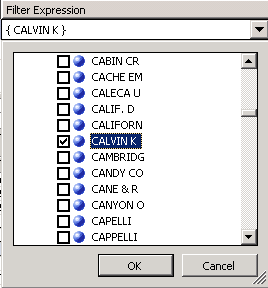 Filter Expression
{ CALVIN K }
CABIN CR
CACHE EM
CALECA U
CALIF. D
CALIFORN
CALVIN K
CAMBRIDG
CANDY CO
CANE & R
CANYON O
CAPELLI
CAPPELLI
OK
Cancel